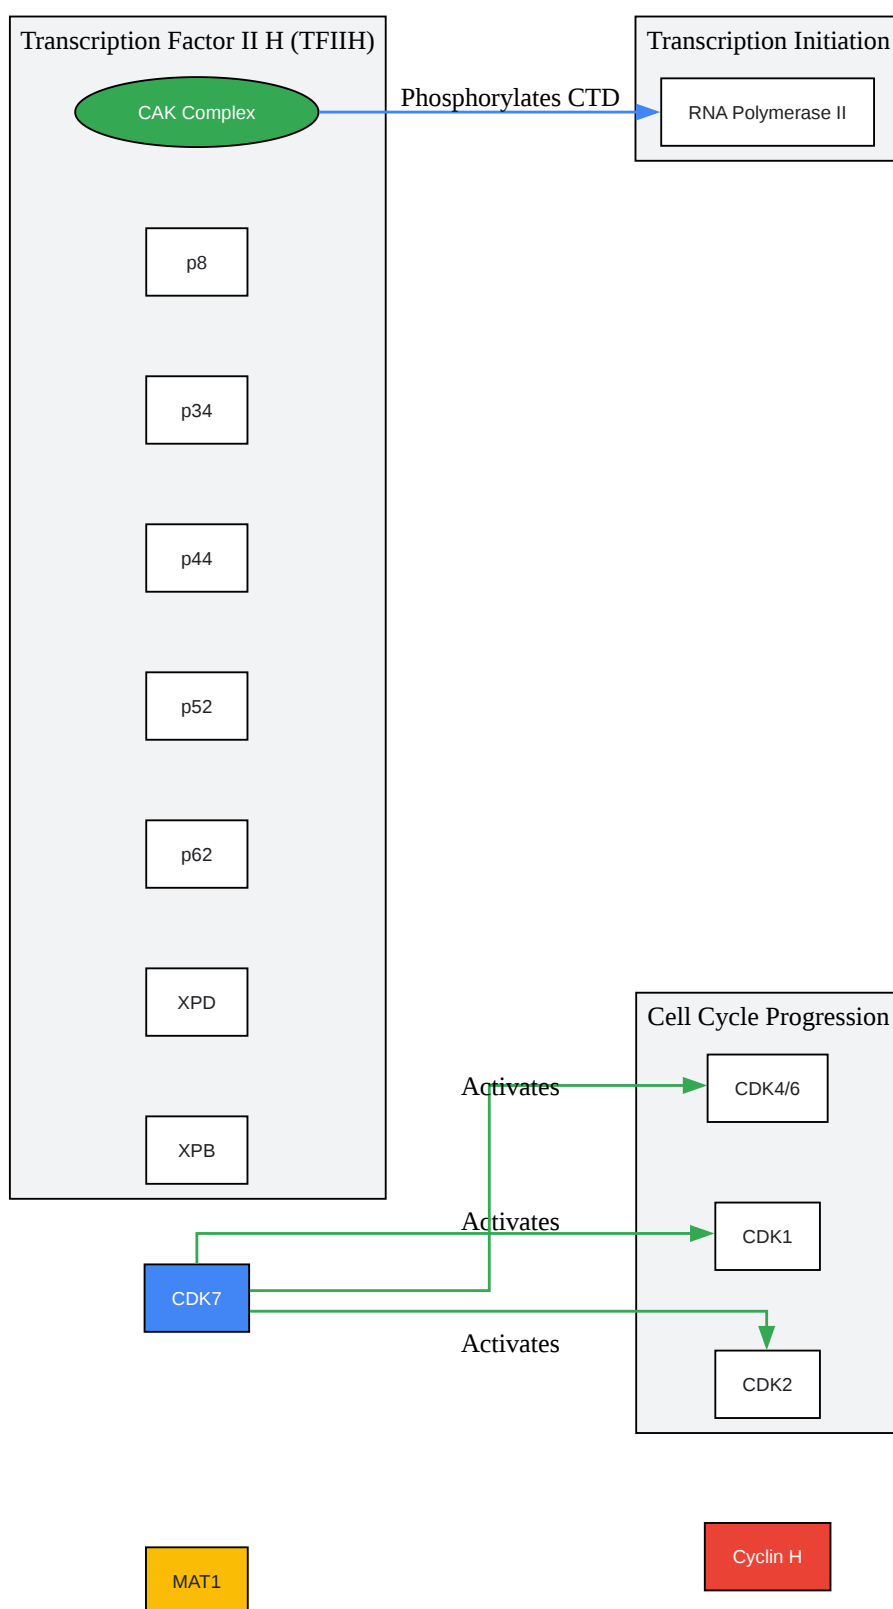 Transcription Factor II H (TFIIH)
Transcription Initiation
CAK Complex
Phosphorylates CTD
RNA Polymerase II
p8
p34
p44
p52
p62
XPD
Cell Cycle Progression
Activates
CDK4/6
XPB
Activates
CDK1
CDK7
Activates
CDK2
Cyclin H
MAT1